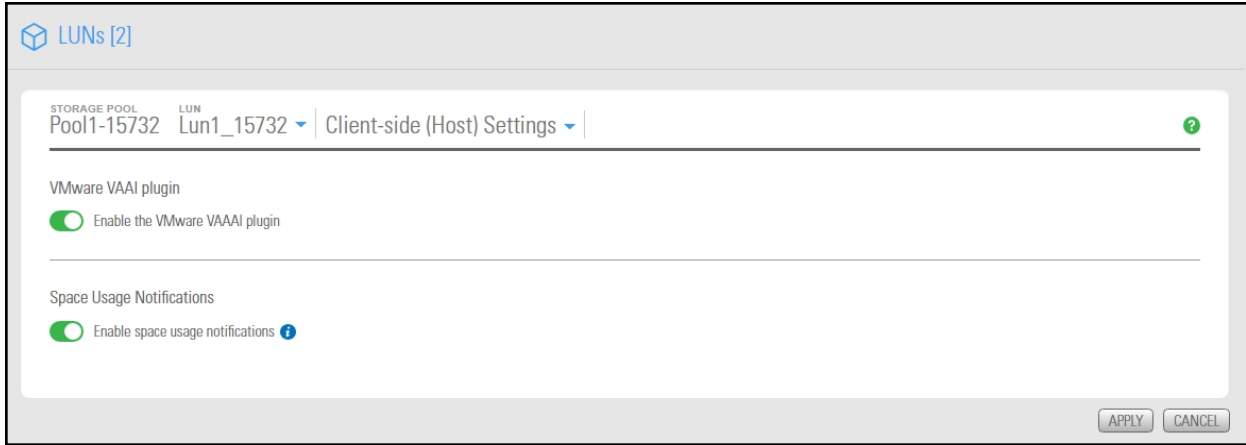 LUNs [2]
STORAGE POOL LUN
Pool1-15732 Lun1_15732 Client-side (Host) Settings
?
VMware VAAI plugin
Enable the VMware VAAAI plugin
Space Usage Notifications
Enable space usage notifications i
APPLY CANCEL